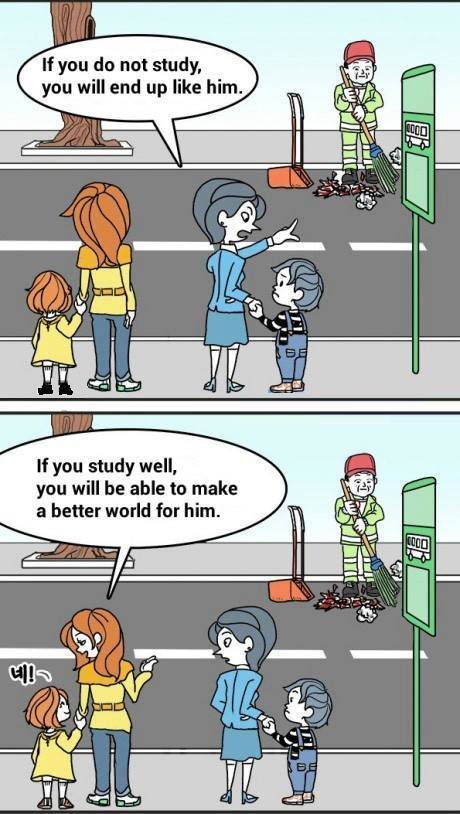 If you do not study,
you will end up like him.
If you study well,
you will be able to make
a better world for him.
네!~